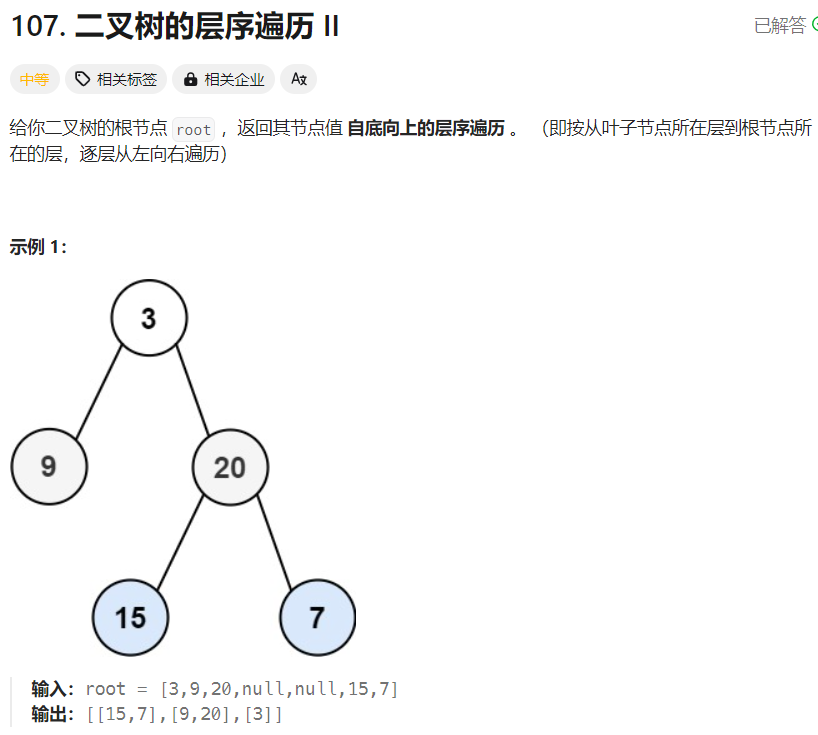 107. 二叉树的层序遍历 II
已解答
中等 相关标签 相关企业 Ax
给你二叉树的根节点 root ，返回其节点值 自底向上的层序遍历 。 （即按从叶子节点所在层到根节点所
在的层，逐层从左向右遍历）
示例 1：
3
9
20
15
7
输入：root = [3,9,20,null,null,15,7]
输出：[[15,7],[9,20],[3]]